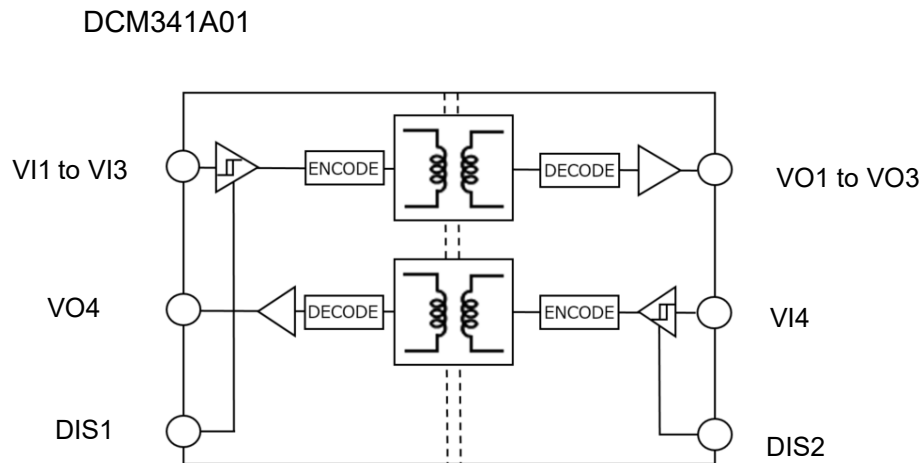 DCM341A01
VI1 to VI3
ENCODE
DECODE
VO1 to VO3
VO4
DECODE
ENCODE
VI4
DIS1
DIS2